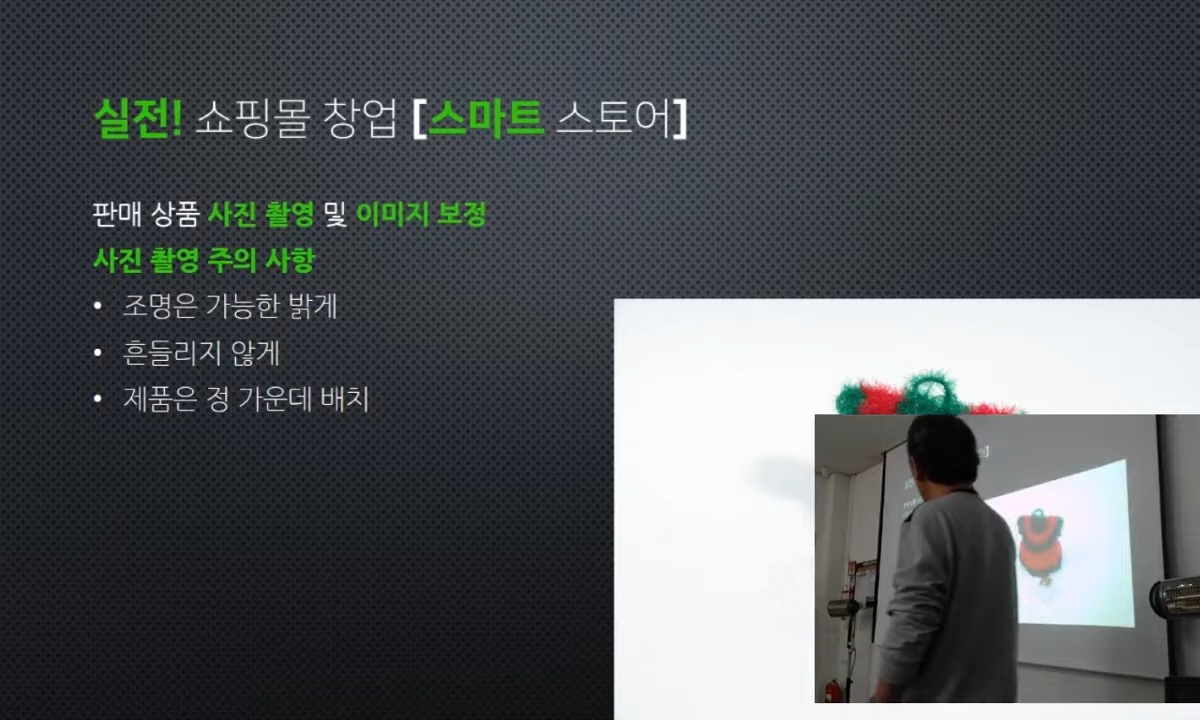 실전! 쇼핑몰 창업 [스마트 스토어]
판매 상품 사진 촬영 및 이미지 보정
사진 촬영 주의 사항
• 조명은 가능한 밝게
• 흔들리지 않게
• 제품은 정 가운데 배치